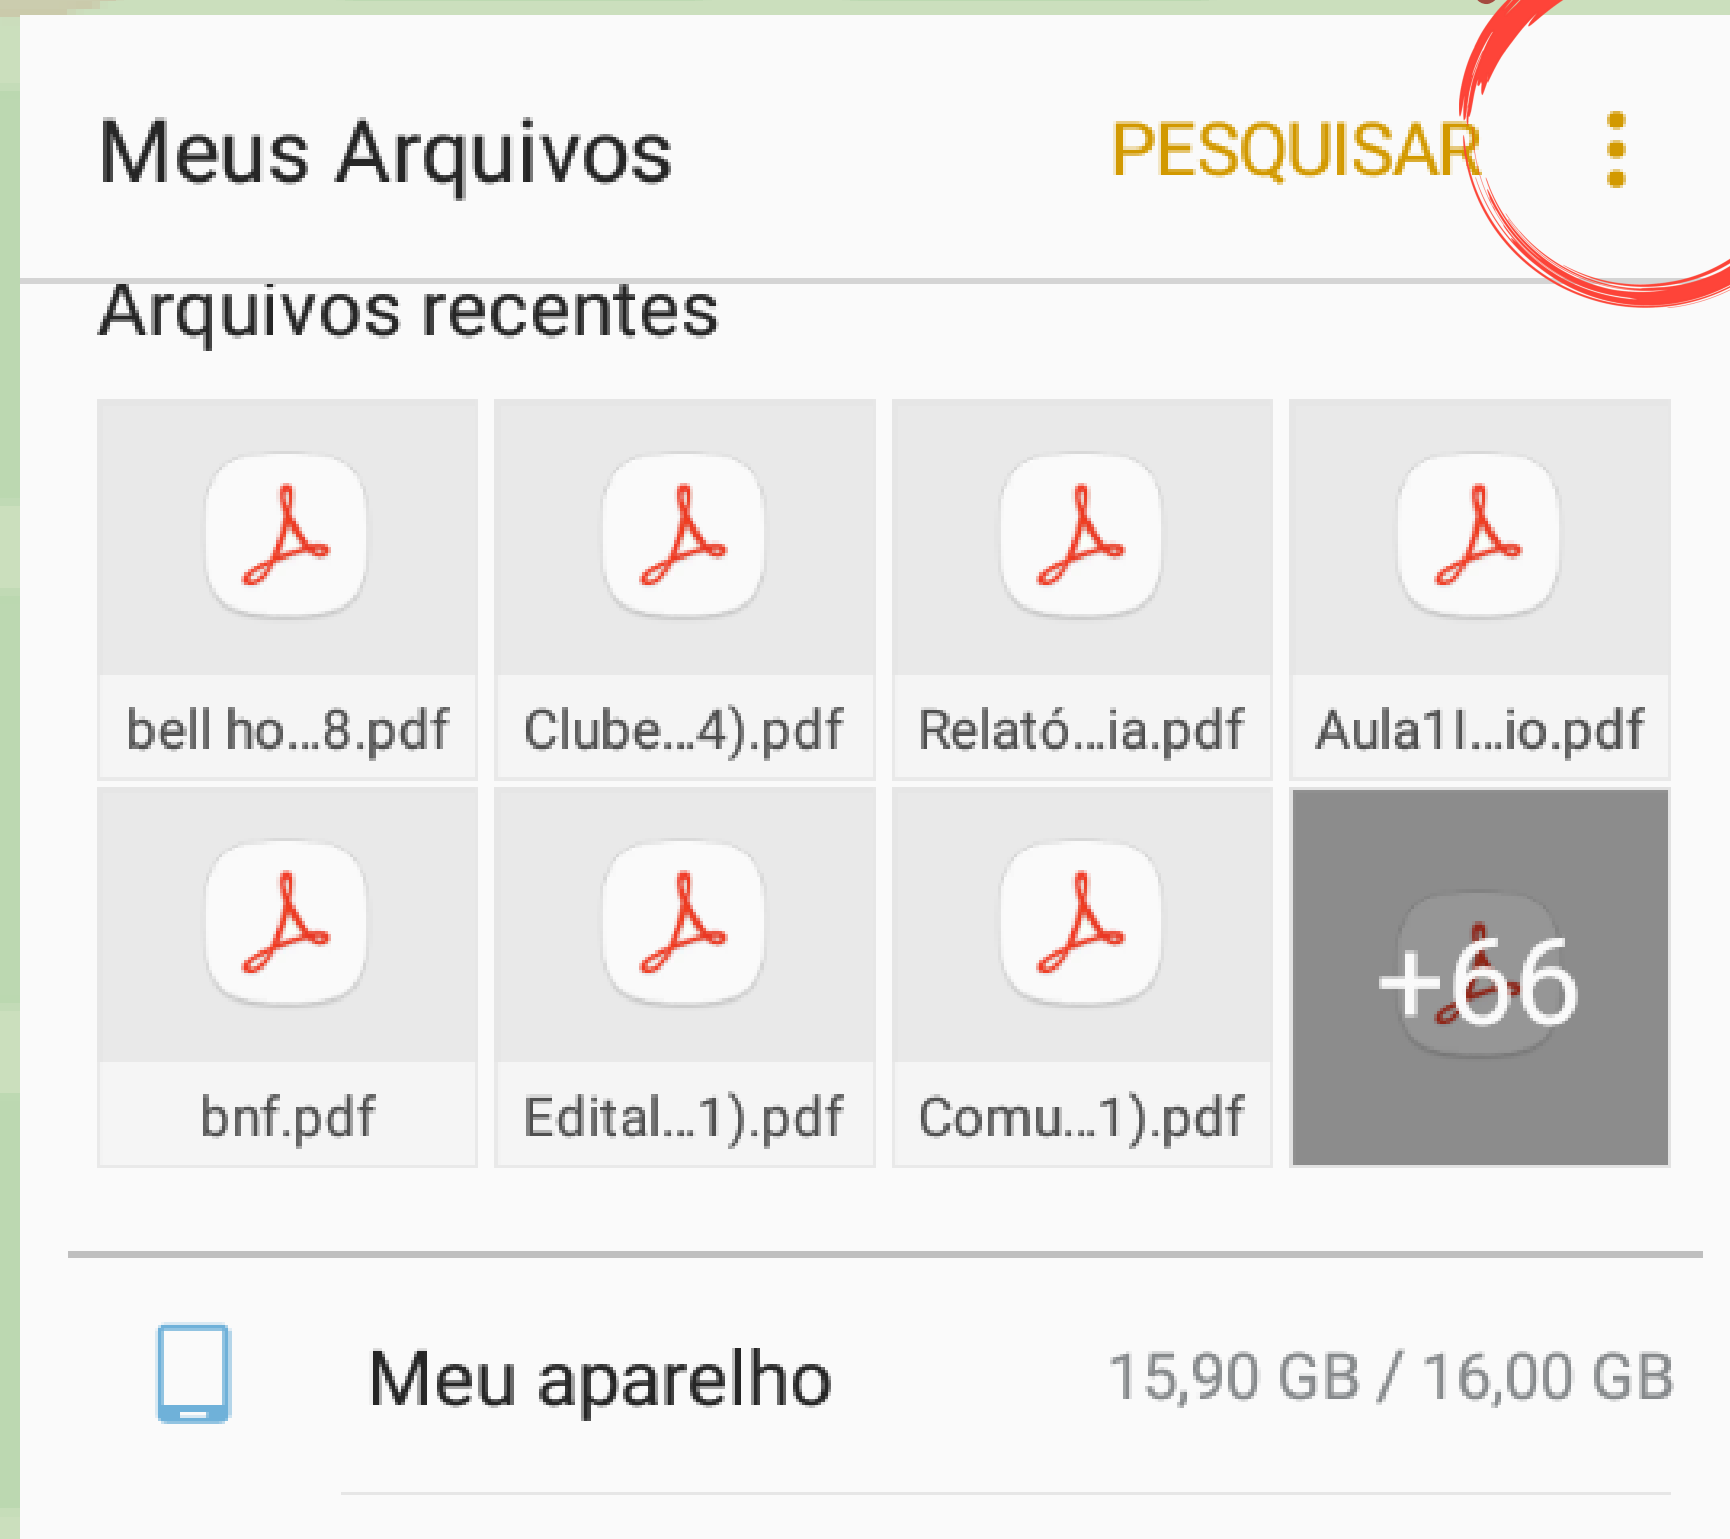 Meus Arquivos PESQUISAR
Arquivos recentes
bell ho...8.pdf Clube...4).pdf Relató...ia.pdf Aula1I...io.pdf
+66
bnf.pdf Edital...1).pdf Comu...1).pdf
Meu aparelho 15,90 GB / 16,00 GB